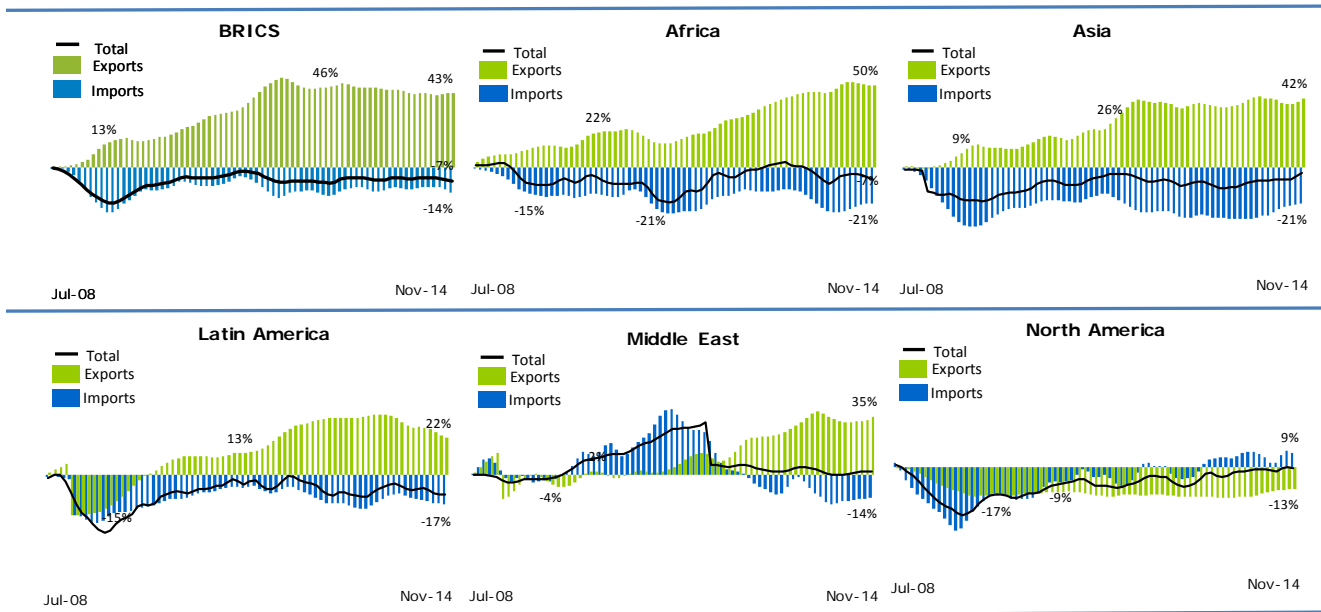 BRICS
Total
Exports
Imports
13%
46%
43%
-7%
-14%
Jul-08
Nov-14
Africa
Total
Exports
Imports
22%
50%
-15%
-21%
-7%
-21%
Jul-08
Nov-14
Asia
Total
Exports
Imports
9%
26%
42%
-21%
Jul-08
Nov-14
Latin America
Total
Exports
Imports
13%
22%
-15%
-17%
Jul-08
Nov-14
Middle East
Total
Exports
Imports
2%
35%
-4%
-14%
Jul-08
Nov-14
North America
Total
Exports
Imports
9%
-17%
-9%
-13%
Jul-08
Nov-14